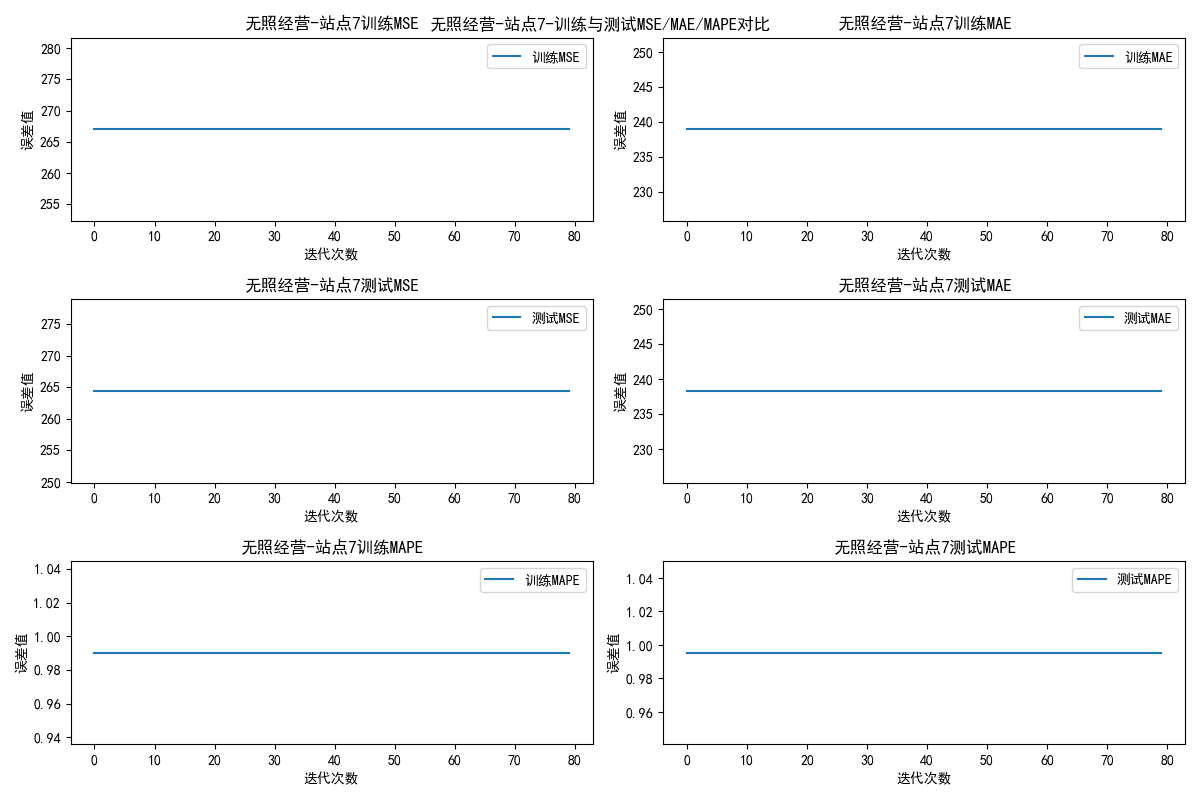 无照经营-站点7-训练与测试MSE/MAE/MAPE对比
无照经营-站点7训练MSE
训练MSE
误差值
280
275
270
265
260
255
0 10 20 30 40 50 60 70 80
迭代次数
无照经营-站点7训练MAE
训练MAE
误差值
250
245
240
235
230
0 10 20 30 40 50 60 70 80
迭代次数
无照经营-站点7测试MSE
测试MSE
误差值
275
270
265
260
255
250
0 10 20 30 40 50 60 70 80
迭代次数
无照经营-站点7测试MAE
测试MAE
误差值
250
245
240
235
230
0 10 20 30 40 50 60 70 80
迭代次数
无照经营-站点7训练MAPE
训练MAPE
误差值
1.04
1.02
1.00
0.98
0.96
0.94
0 10 20 30 40 50 60 70 80
迭代次数
无照经营-站点7测试MAPE
测试MAPE
误差值
1.04
1.02
1.00
0.98
0.96
0 10 20 30 40 50 60 70 80
迭代次数